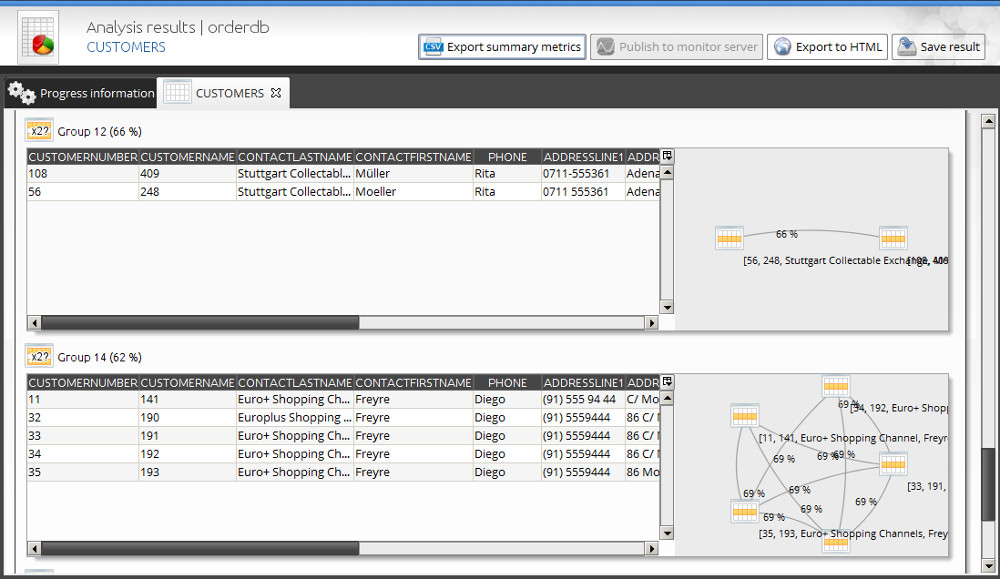 Analysis results | orderdb
CUSTOMERS
CSV Export summary metrics
Publish to monitor server
Export to HTML
Save result
Progress information
CUSTOMERS
x2? Group 12 (66 %)
CUSTOMERNUMBER CUSTOMERNAME CONTACTLASTNAME CONTACTFIRSTNAME PHONE ADDRESSLINE1 ADDR
108 409 Stuttgart Collectabl... Müller Rita 0711-555361 Adena
56 248 Stuttgart Collectabl... Moeller Rita 0711 555361 Adena
66 %
[56, 248, Stuttgart Collectable Exchange, Mo
x2? Group 14 (62 %)
CUSTOMERNUMBER CUSTOMERNAME CONTACTLASTNAME CONTACTFIRSTNAME PHONE ADDRESSLINE1 ADDR
11 141 Euro+ Shopping Ch... Freyre Diego (91) 555 94 44 C/ Mo
32 190 Europlus Shopping ... Freyre Diego (91) 5559444 86 C/
33 191 Euro+ Shopping Ch... Freyre Diego (91) 5559444 86 C/
34 192 Euro+ Shopping Ch... Freyre Diego (91) 5559444 86 C/
35 193 Euro+ Shopping Ch... Freyre Diego (91) 5559444 86 Mo
69 %
[34, 192, Euro+ Shop
[11, 141, Euro+ Shopping Channel, Freyr
69 % 69 % 69 %
[33, 191,
69 % 69 %
69 % 69 % 69 %
[35, 193, Euro+ Shopping Channels, Frey